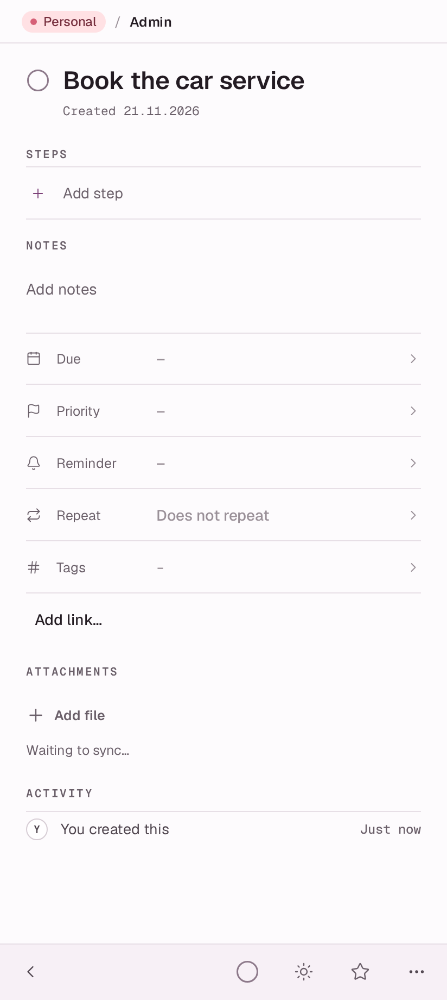 Personal / Admin
Book the car service
Created 21.11.2026
STEPS
+ Add step
NOTES
Add notes
Due –
Priority –
Reminder –
Repeat Does not repeat
Tags –
Add link…
ATTACHMENTS
+ Add file
Waiting to sync…
ACTIVITY
Y You created this Just now